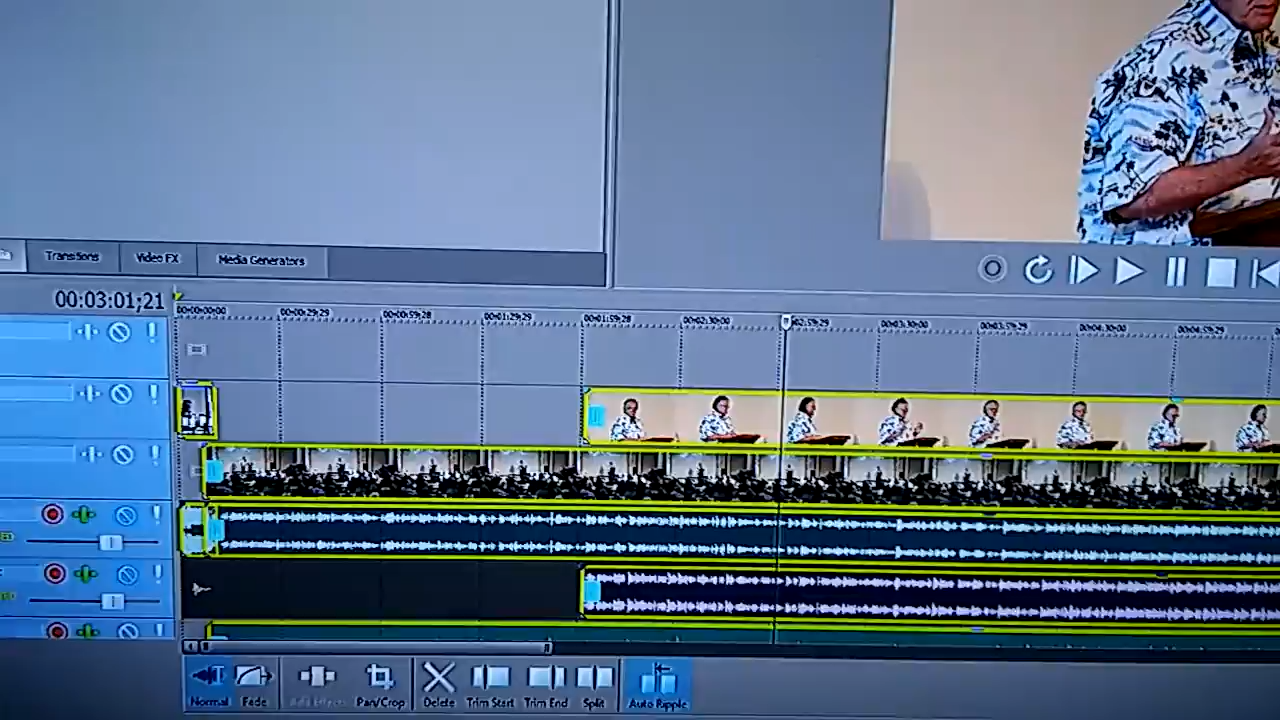 Transitions
Video FX
Media Generators
00:03:01;21
00:00:00;00
00:00:29;29
00:00:59;28
00:01:29;29
00:01:59;28
00:02:30;00
02:59;29
00:03:30;00
00:03:59;29
00:04:30;00
00:04:59;29
Normal
Fade
Pan/Crop
Delete
Trim Start
Trim End
Split
Auto Ripple